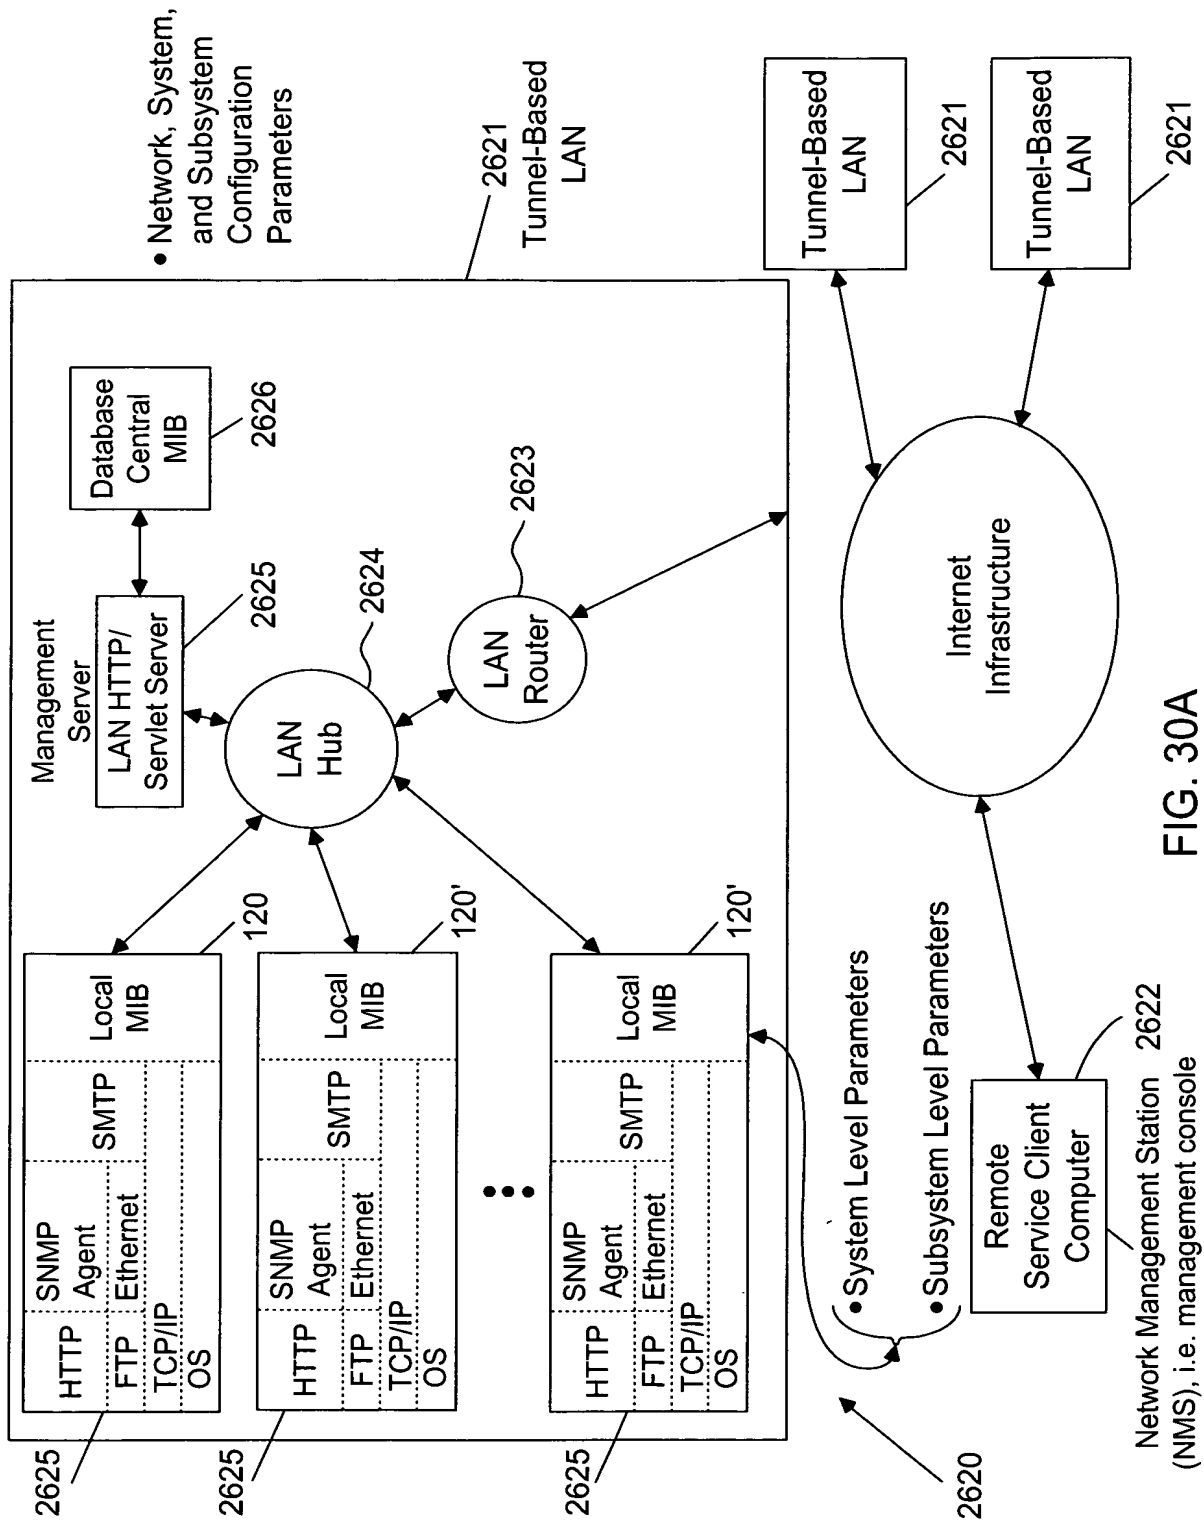 2625
HTTP
SNMP
Agent
SMTP
Local
MIB
FTP
Ethernet
TCP/IP
OS
120
2625
HTTP
SNMP
Agent
SMTP
Local
MIB
FTP
Ethernet
TCP/IP
OS
120'
2625
HTTP
SNMP
Agent
SMTP
Local
MIB
FTP
Ethernet
TCP/IP
OS
120'
Management
Server
LAN HTTP/
Servlet Server
2625
Database
Central
MIB
2626
LAN
Hub
2624
LAN
Router
2623
• Network, System,
and Subsystem
Configuration
Parameters
2621
Tunnel-Based
LAN
2620
•System Level Parameters
•Subsystem Level Parameters
Remote
Service Client
Computer
2622
Network Management Station
(NMS), i.e. management console
Internet
Infrastructure
Tunnel-Based
LAN
2621
Tunnel-Based
LAN
2621
FIG. 30A